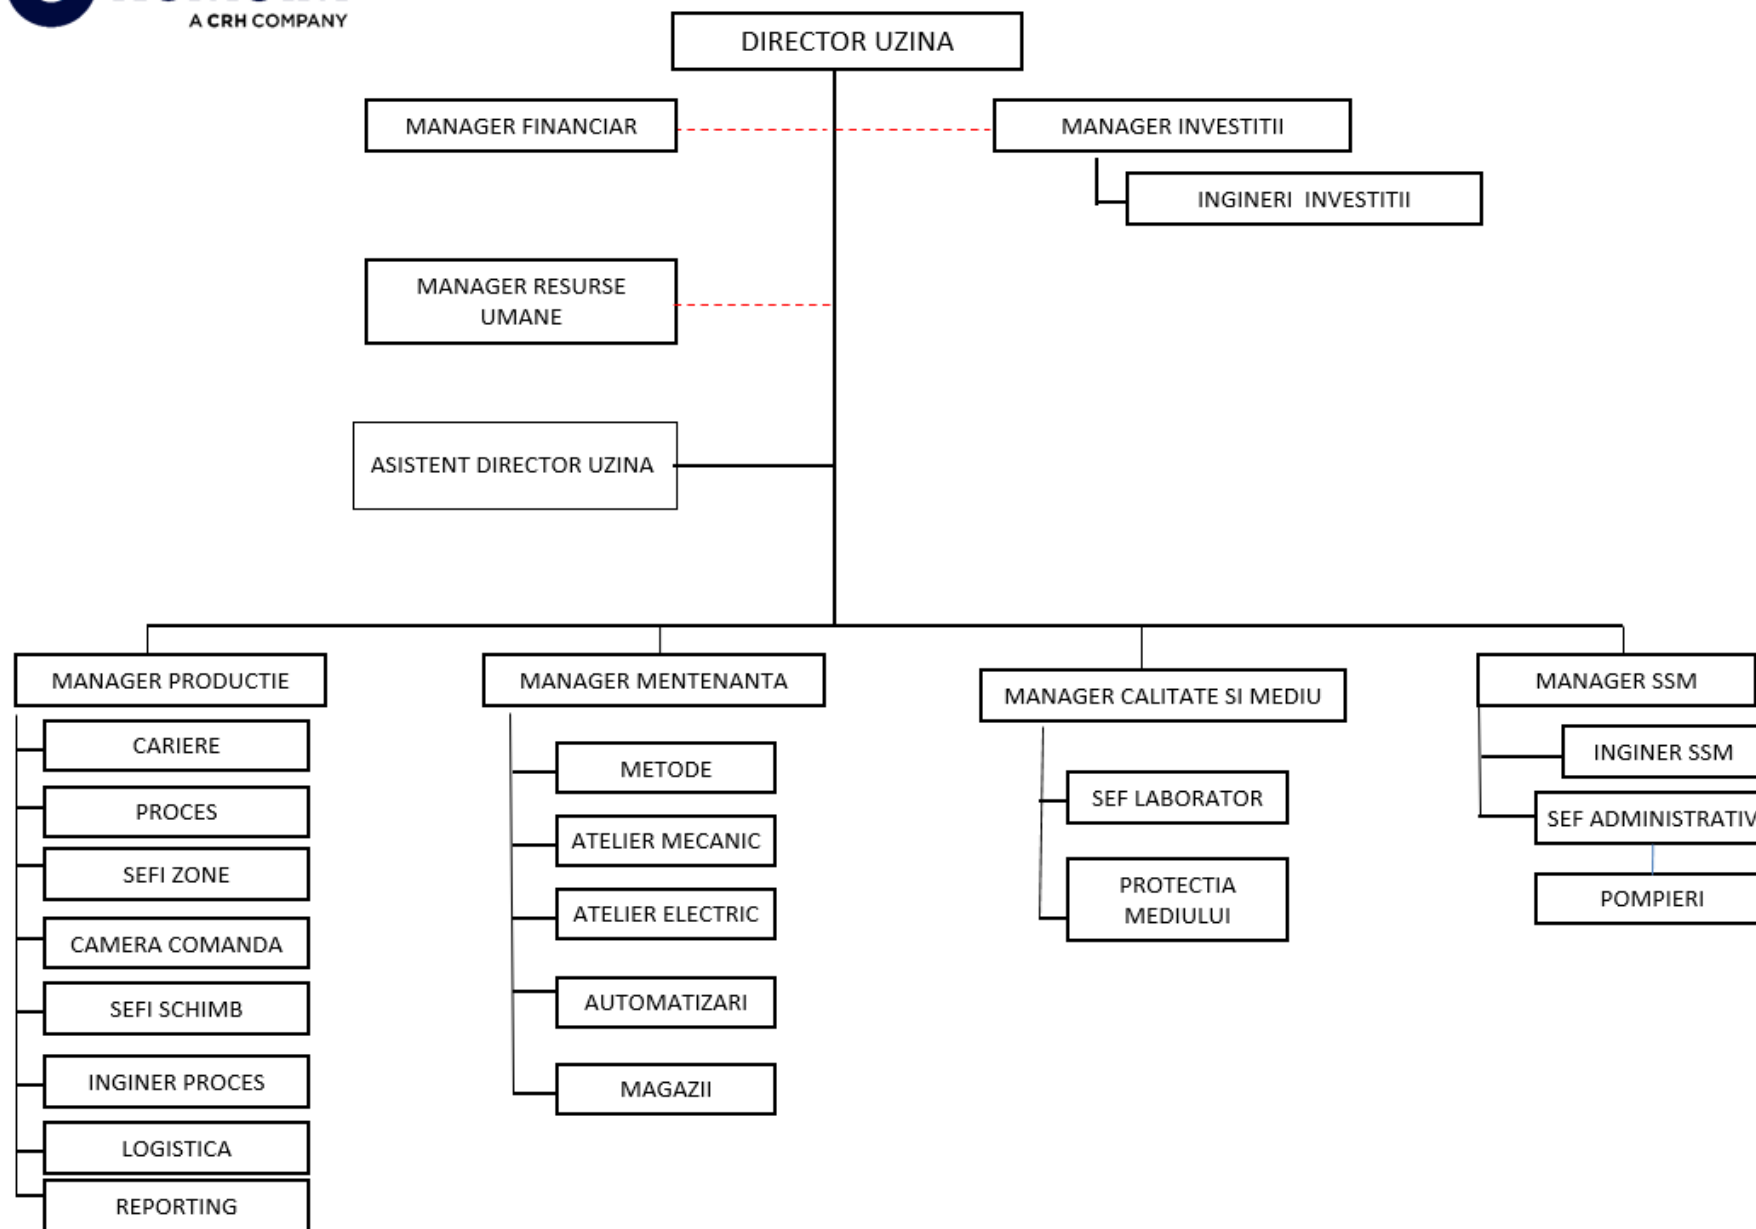 A CRH COMPANY
DIRECTOR UZINA
MANAGER FINANCIAR
MANAGER INVESTITII
INGINERI INVESTITII
MANAGER RESURSE
UMANE
ASISTENT DIRECTOR UZINA
MANAGER PRODUCTIE
CARIERE
PROCES
SEFI ZONE
CAMERA COMANDA
SEFI SCHIMB
INGINER PROCES
LOGISTICA
REPORTING
MANAGER MENTENANTA
METODE
ATELIER MECANIC
ATELIER ELECTRIC
AUTOMATIZARI
MAGAZII
MANAGER CALITATE SI MEDIU
SEF LABORATOR
PROTECTIA
MEDIULUI
MANAGER SSM
INGINER SSM
SEF ADMINISTRATIV
POMPIERI